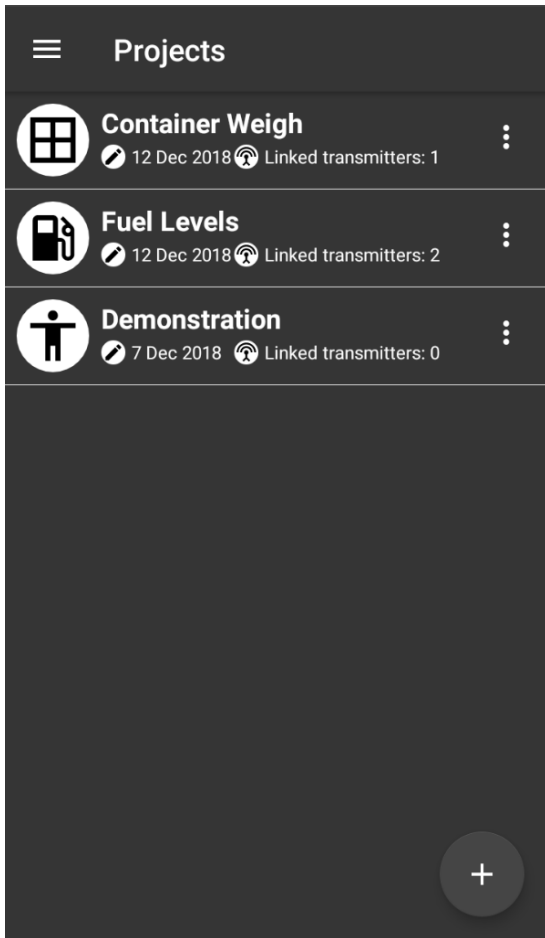 Projects
Container Weigh
12 Dec 2018 Linked transmitters: 1
Fuel Levels
12 Dec 2018 Linked transmitters: 2
Demonstration
7 Dec 2018 Linked transmitters: 0